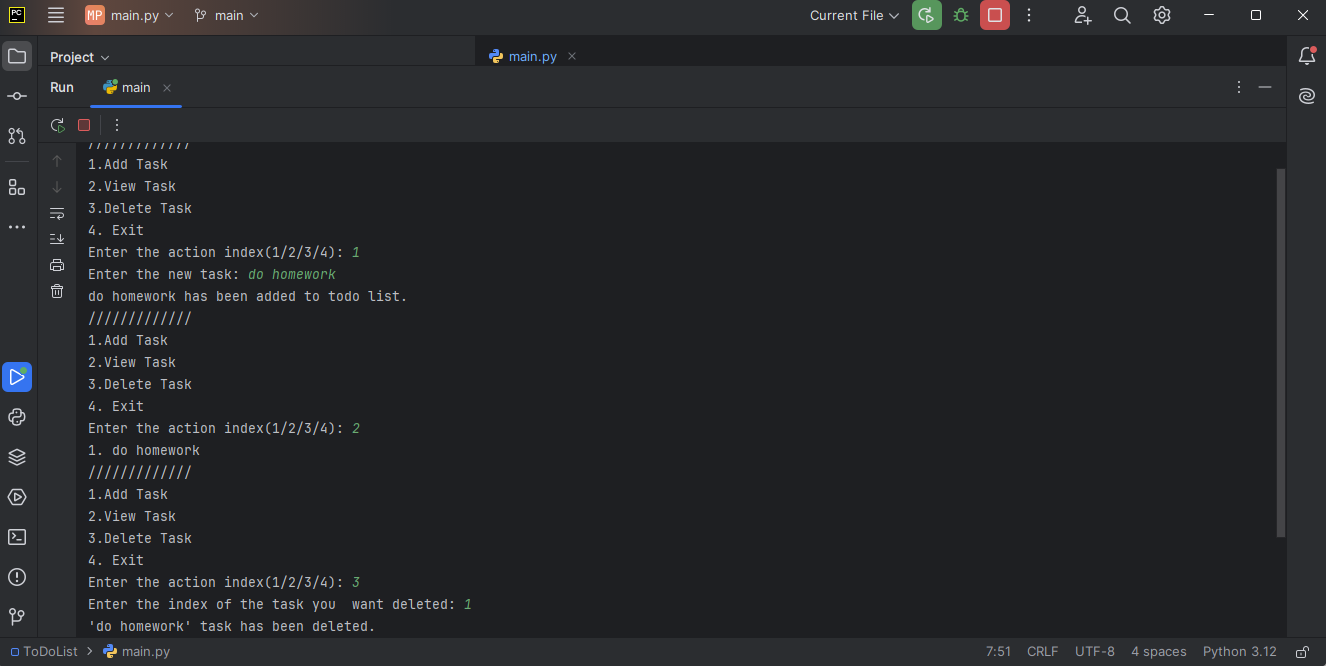 PC
MP main.py main Current File
Project main.py
Run main
/////////////
1.Add Task
2.View Task
3.Delete Task
4. Exit
Enter the action index(1/2/3/4): 1
Enter the new task: do homework
do homework has been added to todo list.
/////////////
1.Add Task
2.View Task
3.Delete Task
4. Exit
Enter the action index(1/2/3/4): 2
1. do homework
/////////////
1.Add Task
2.View Task
3.Delete Task
4. Exit
Enter the action index(1/2/3/4): 3
Enter the index of the task you  want deleted: 1
'do homework' task has been deleted.
ToDoList > main.py 7:51 CRLF UTF-8 4 spaces Python 3.12